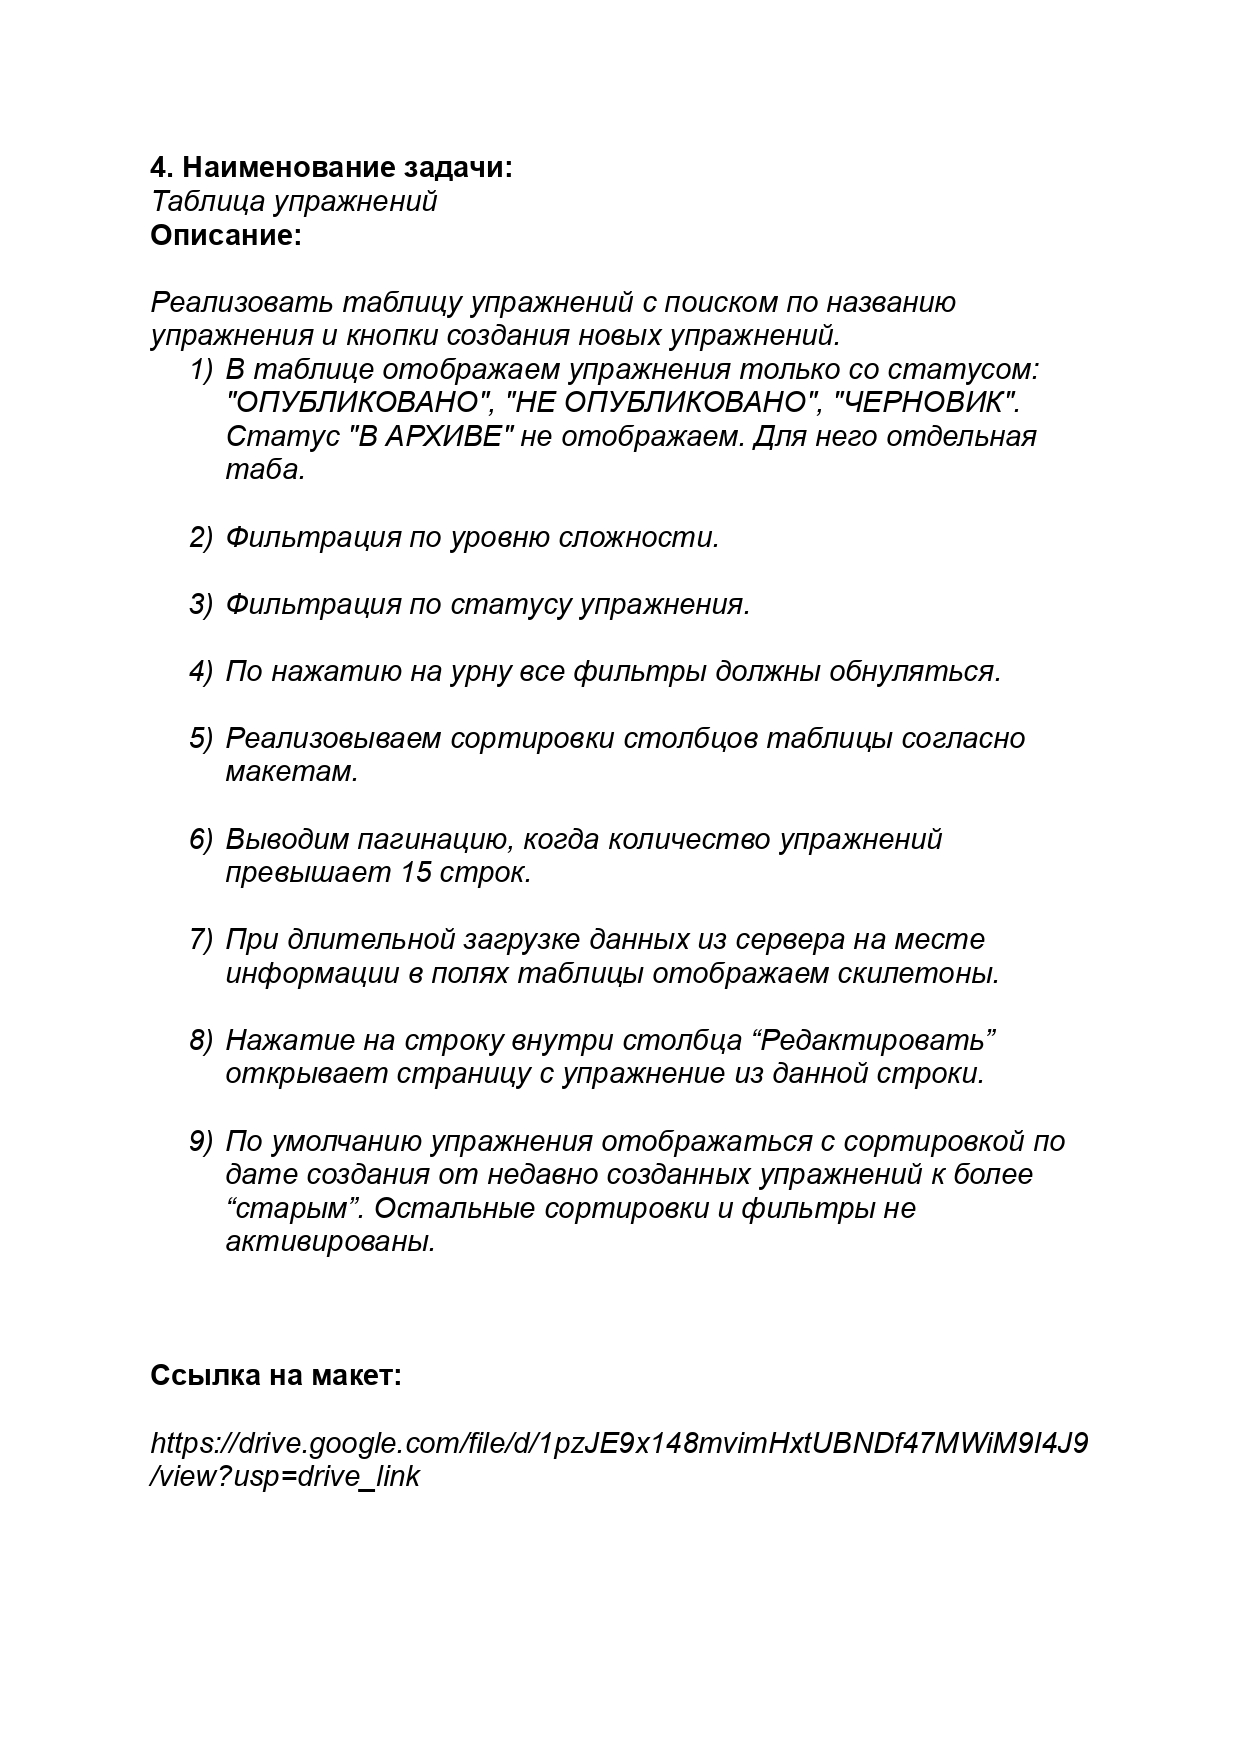 4. Наименование задачи:
Таблица упражнений
Описание:
Реализовать таблицу упражнений с поиском по названию
упражнения и кнопки создания новых упражнений.
1) В таблице отображаем упражнения только со статусом:
"ОПУБЛИКОВАНО", "НЕ ОПУБЛИКОВАНО", "ЧЕРНОВИК".
Статус "В АРХИВЕ" не отображаем. Для него отдельная
таба.
2) Фильтрация по уровню сложности.
3) Фильтрация по статусу упражнения.
4) По нажатию на урну все фильтры должны обнуляться.
5) Реализовываем сортировки столбцов таблицы согласно
макетам.
6) Выводим пагинацию, когда количество упражнений
превышает 15 строк.
7) При длительной загрузке данных из сервера на месте
информации в полях таблицы отображаем скилетоны.
8) Нажатие на строку внутри столбца “Редактировать”
открывает страницу с упражнение из данной строки.
9) По умолчанию упражнения отображаться с сортировкой по
дате создания от недавно созданных упражнений к более
“старым”. Остальные сортировки и фильтры не
активированы.
Ссылка на макет:
https://drive.google.com/file/d/1pzJE9x148mvimHxtUBNDf47MWiM9I4J9
/view?usp=drive_link